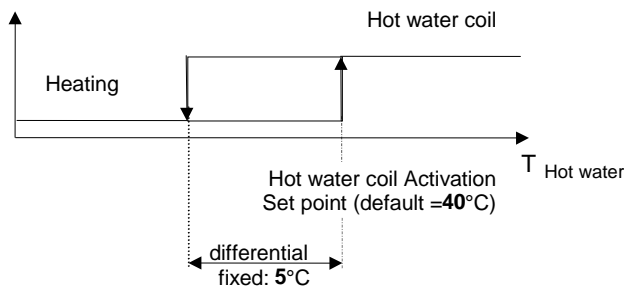 Hot water coil
Heating
T Hot water
Hot water coil Activation
Set point (default =40°C)
differential
fixed: 5°C